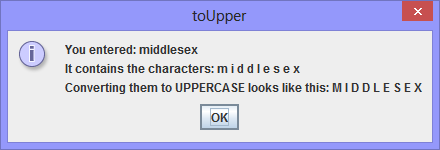 toUpper
You entered: middlesex
It contains the characters: m i d d l e s e x
Converting them to UPPERCASE looks like this: M I D D L E S E X
OK